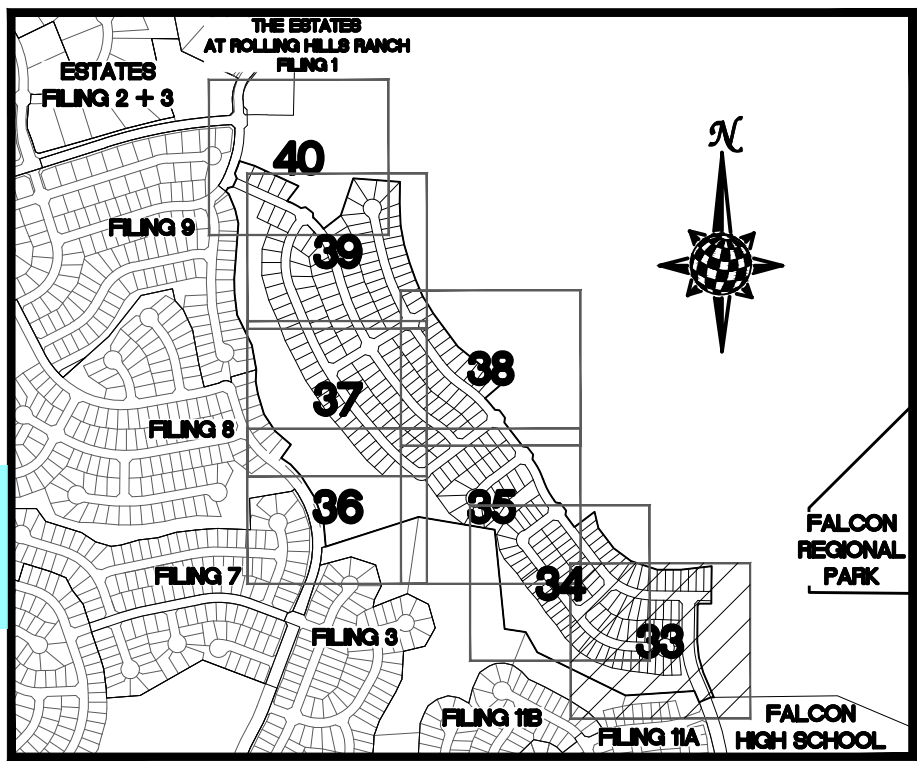 THE ESTATES
AT ROLLING HILLS RANCH
FILING 1
ESTATES
FILING 2 + 3
N
40
FILING 9
39
38
37
FILING 8
36
35
FALCON
REGIONAL
PARK
FILING 7
34
FILING 3
33
FILING 11B
FALCON
HIGH SCHOOL
FILING 11A